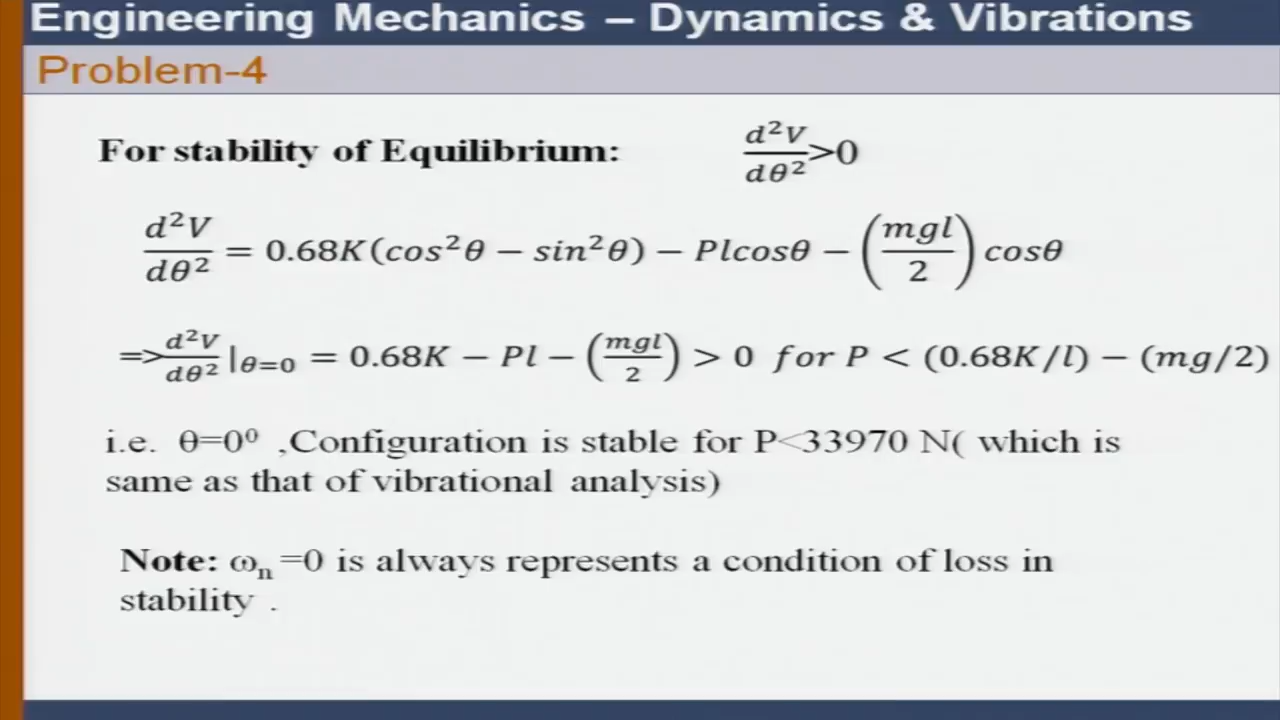 Engineering Mechanics – Dynamics & Vibrations
Problem-4
For stability of Equilibrium: d²V/dθ² >0
d²V/dθ² = 0.68K(cos²θ − sin²θ) − Plcosθ − (mgl/2) cosθ
=> d²V/dθ² |θ=0 = 0.68K − Pl − (mgl/2) > 0 for P < (0.68K/l) − (mg/2)
i.e. θ=0⁰ ,Configuration is stable for P<33970 N( which is
same as that of vibrational analysis)
Note: ωn =0 is always represents a condition of loss in
stability .